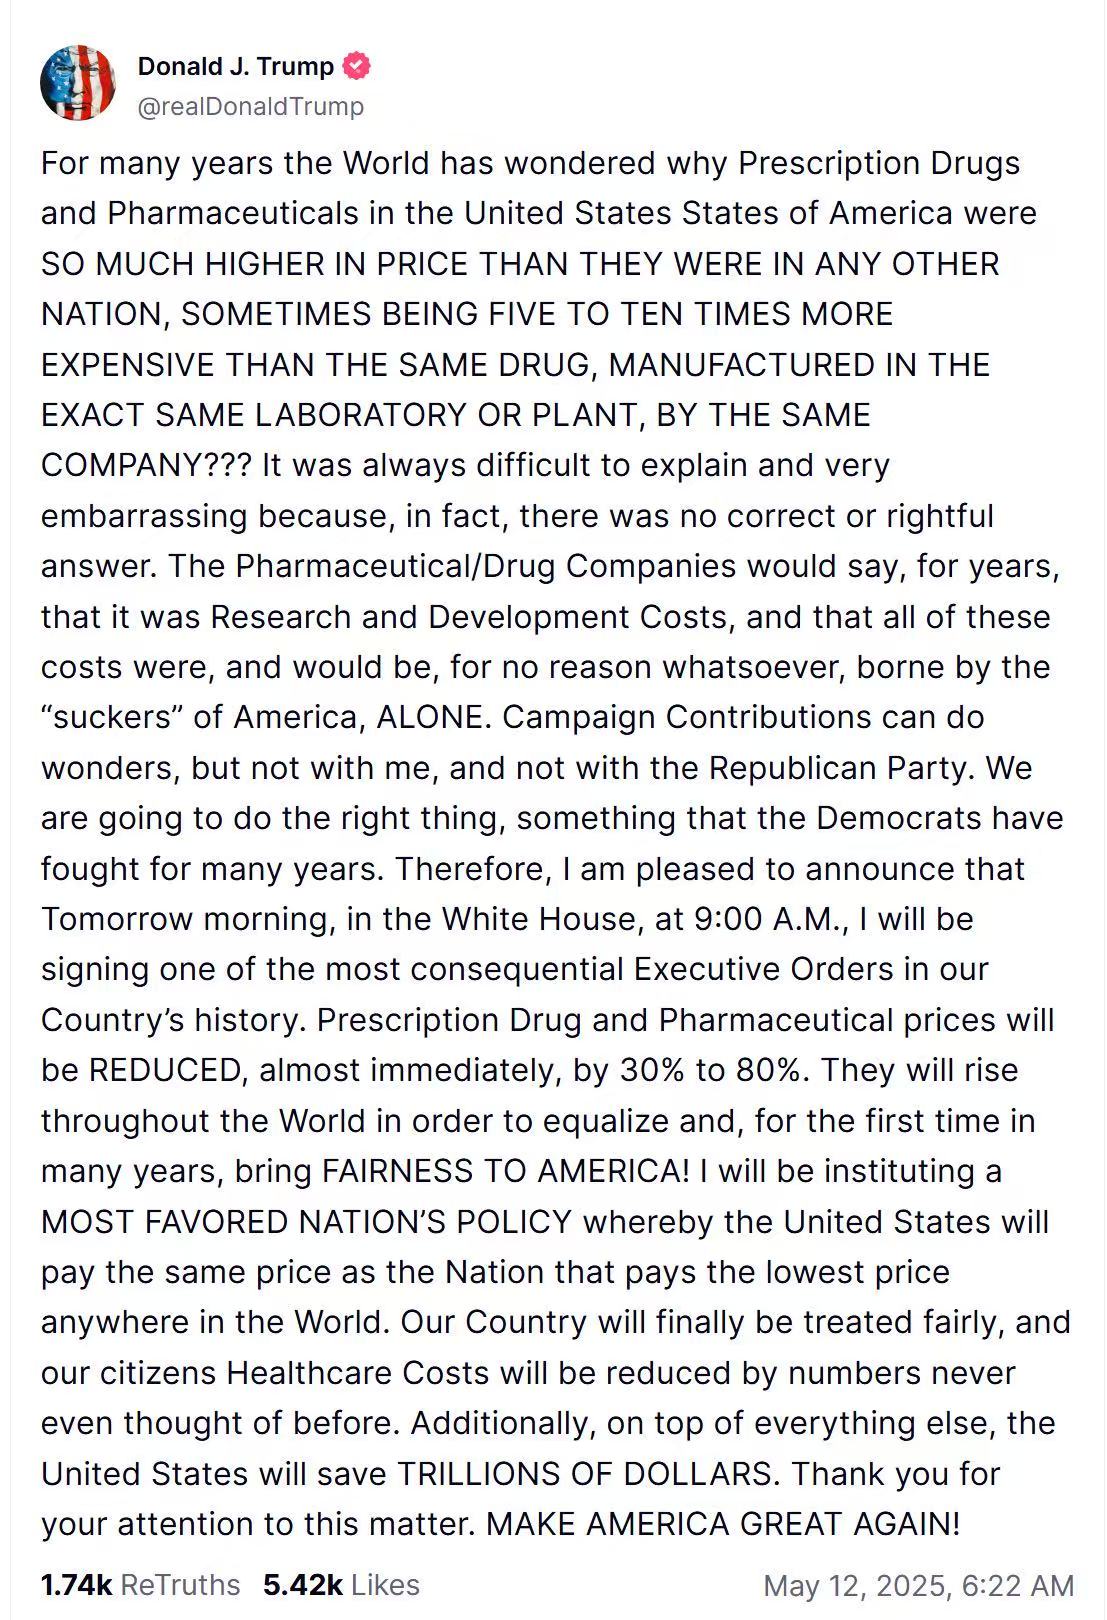 Donald J. Trump
@realDonaldTrump
For many years the World has wondered why Prescription Drugs
and Pharmaceuticals in the United States States of America were
SO MUCH HIGHER IN PRICE THAN THEY WERE IN ANY OTHER
NATION, SOMETIMES BEING FIVE TO TEN TIMES MORE
EXPENSIVE THAN THE SAME DRUG, MANUFACTURED IN THE
EXACT SAME LABORATORY OR PLANT, BY THE SAME
COMPANY??? It was always difficult to explain and very
embarrassing because, in fact, there was no correct or rightful
answer. The Pharmaceutical/Drug Companies would say, for years,
that it was Research and Development Costs, and that all of these
costs were, and would be, for no reason whatsoever, borne by the
“suckers” of America, ALONE. Campaign Contributions can do
wonders, but not with me, and not with the Republican Party. We
are going to do the right thing, something that the Democrats have
fought for many years. Therefore, I am pleased to announce that
Tomorrow morning, in the White House, at 9:00 A.M., I will be
signing one of the most consequential Executive Orders in our
Country’s history. Prescription Drug and Pharmaceutical prices will
be REDUCED, almost immediately, by 30% to 80%. They will rise
throughout the World in order to equalize and, for the first time in
many years, bring FAIRNESS TO AMERICA! I will be instituting a
MOST FAVORED NATION’S POLICY whereby the United States will
pay the same price as the Nation that pays the lowest price
anywhere in the World. Our Country will finally be treated fairly, and
our citizens Healthcare Costs will be reduced by numbers never
even thought of before. Additionally, on top of everything else, the
United States will save TRILLIONS OF DOLLARS. Thank you for
your attention to this matter. MAKE AMERICA GREAT AGAIN!
1.74k ReTruths 5.42k Likes May 12, 2025, 6:22 AM